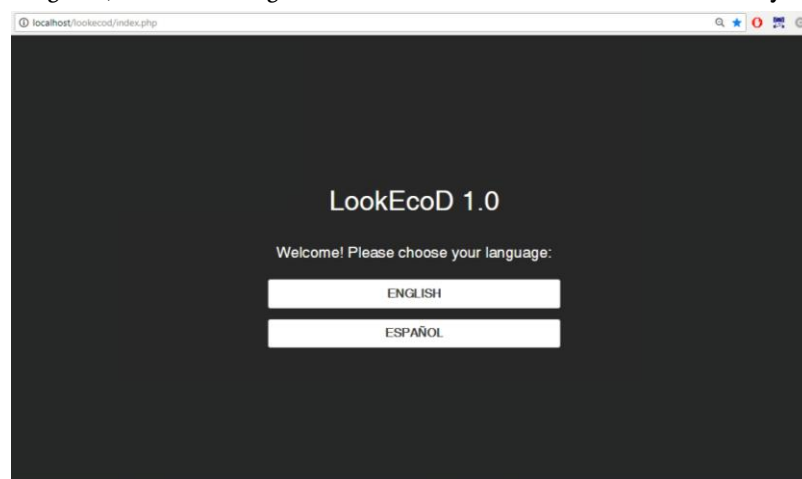 localhost/lookecod/index.php
LookEcoD 1.0
Welcome! Please choose your language:
ENGLISH
ESPAÑOL